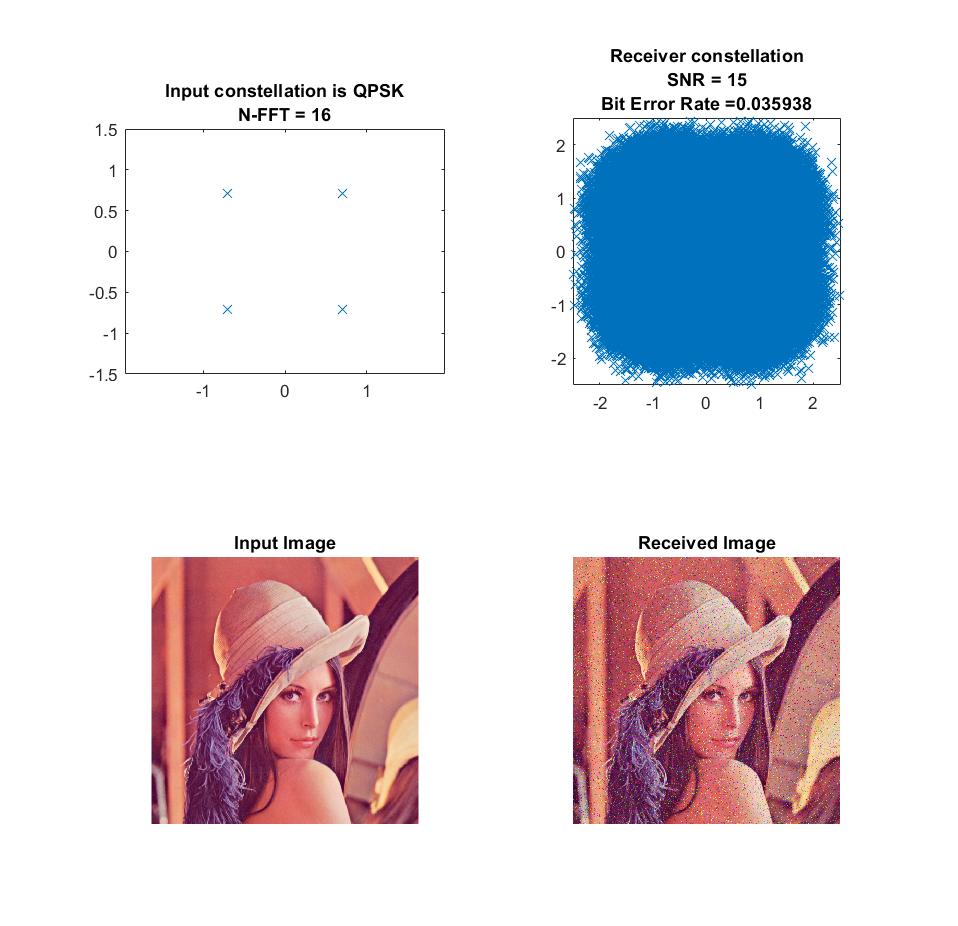 Input constellation is QPSK
N-FFT = 16
1.5
1
0.5
0
-0.5
-1
-1.5
-1 0 1
Receiver constellation
SNR = 15
Bit Error Rate =0.035938
2
1
0
-1
-2
-2 -1 0 1 2
Input Image
Received Image